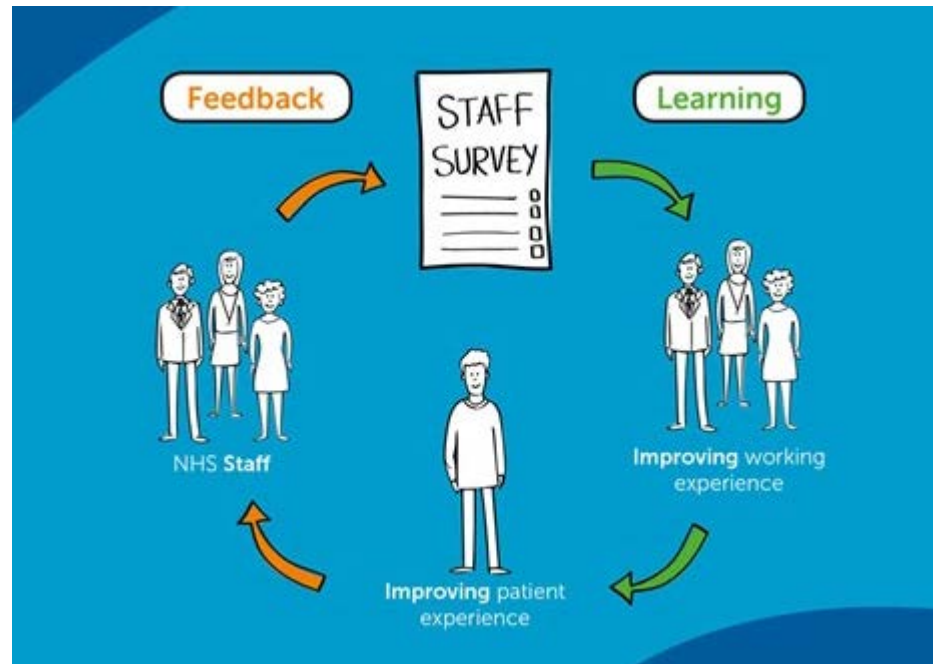 Feedback
STAFF
SURVEY
Learning
NHS Staff
Improving working
experience
Improving patient
experience